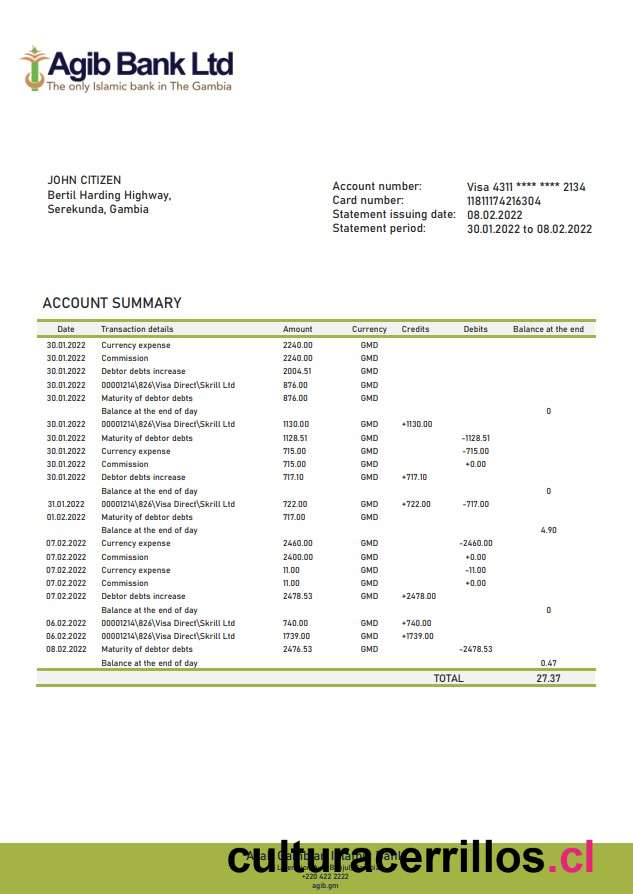 Agib Bank Ltd
The only Islamic bank in The Gambia
JOHN CITIZEN
Bertil Harding Highway,
Serekunda, Gambia
Account number: Visa 4311 **** **** 2134
Card number: 11811174216304
Statement issuing date: 08.02.2022
Statement period: 30.01.2022 to 08.02.2022
ACCOUNT SUMMARY
Date Transaction details Amount Currency Credits Debits Balance at the end
30.01.2022 Currency expense 2240.00 GMD
30.01.2022 Commission 2240.00 GMD
30.01.2022 Debtor debts increase 2004.51 GMD
30.01.2022 00001214\826\Visa Direct\Skrill Ltd 876.00 GMD
30.01.2022 Maturity of debtor debts 876.00 GMD
Balance at the end of day 0
30.01.2022 00001214\826\Visa Direct\Skrill Ltd 1130.00 GMD +1130.00
30.01.2022 Maturity of debtor debts 1128.51 GMD -1128.51
30.01.2022 Currency expense 715.00 GMD -715.00
30.01.2022 Commission 715.00 GMD +0.00
30.01.2022 Debtor debts increase 717.10 GMD +717.10
Balance at the end of day 0
31.01.2022 00001214\826\Visa Direct\Skrill Ltd 722.00 GMD +722.00 -717.00
01.02.2022 Maturity of debtor debts 717.00 GMD
Balance at the end of day 4.90
07.02.2022 Currency expense 2460.00 GMD -2460.00
07.02.2022 Commission 2400.00 GMD +0.00
07.02.2022 Currency expense 11.00 GMD -11.00
07.02.2022 Commission 11.00 GMD +0.00
07.02.2022 Debtor debts increase 2478.53 GMD +2478.00
Balance at the end of day 0
06.02.2022 00001214\826\Visa Direct\Skrill Ltd 740.00 GMD +740.00
06.02.2022 00001214\826\Visa Direct\Skrill Ltd 1739.00 GMD +1739.00
08.02.2022 Maturity of debtor debts 2476.53 GMD -2478.53
Balance at the end of day 0.47
TOTAL 27.37
culturacerrillos.cl
+220 422 2222
agib.gm